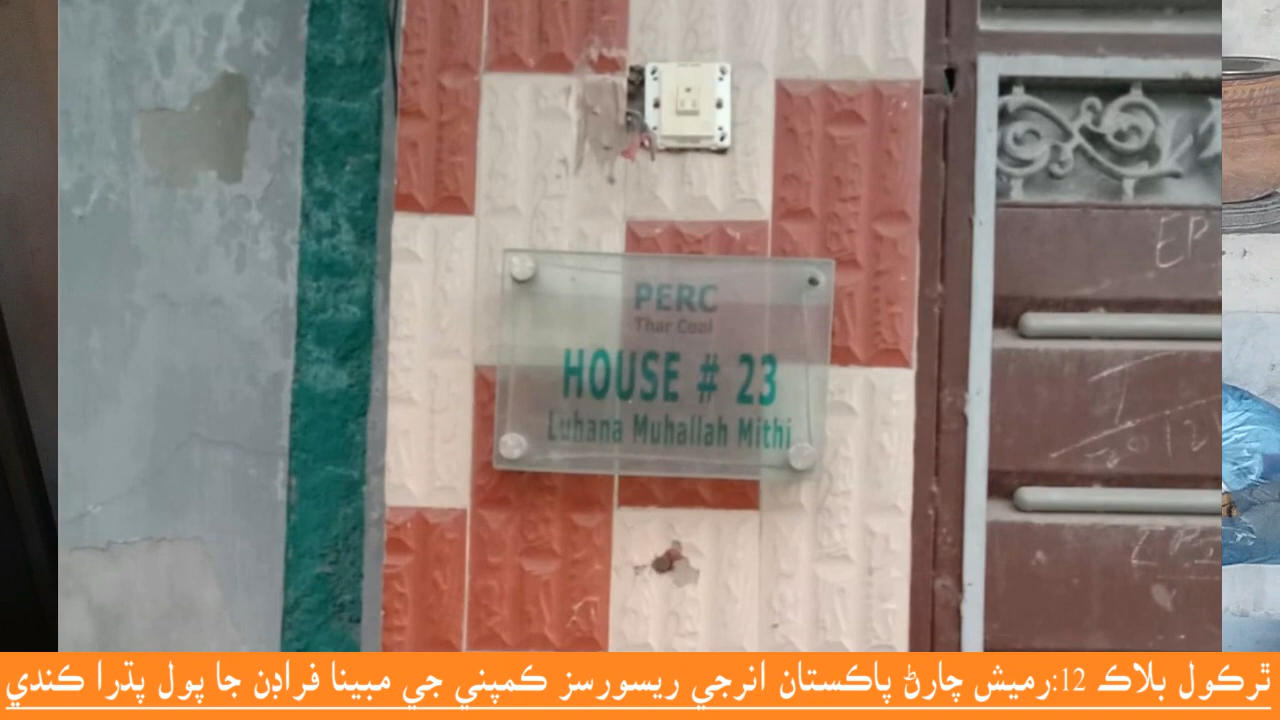 PERC
Thar Coal
HOUSE # 23
Luhana Muhallah Mithi
EP
ٿرڪول بلاڪ 12:رميش چارڻ پاڪستان انرجي ريسورسز ڪمپني جي مبينا فراڊن جا پول پڌرا ڪندي